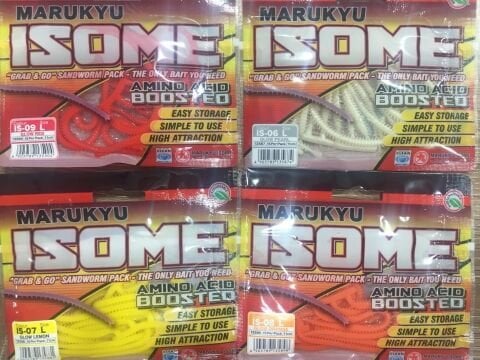 MARUKYU
ISOME
"GRAB & GO" SANDWORM PACK - THE ONLY BAIT YOU NEED
AMINO ACID
BOOSTED
EASY STORAGE
SIMPLE TO USE
HIGH ATTRACTION
IS-09 L
MARUKYU
ISOME
"GRAB & GO" SANDWORM PACK - THE ONLY BAIT YOU NEED
AMINO ACID
BOOSTED
EASY STORAGE
SIMPLE TO USE
HIGH ATTRACTION
IS-06 L
MARUKYU
ISOME
"GRAB & GO" SANDWORM PACK - THE ONLY BAIT YOU NEED
AMINO ACID
BOOSTED
EASY STORAGE
SIMPLE TO USE
HIGH ATTRACTION
IS-07 L
GLOW LEMON
MARUKYU
ISOME
"GRAB & GO" SANDWORM PACK - THE ONLY BAIT YOU NEED
AMINO ACID
BOOSTED
EASY STORAGE
SIMPLE TO USE
HIGH ATTRACTION
IS-08 L